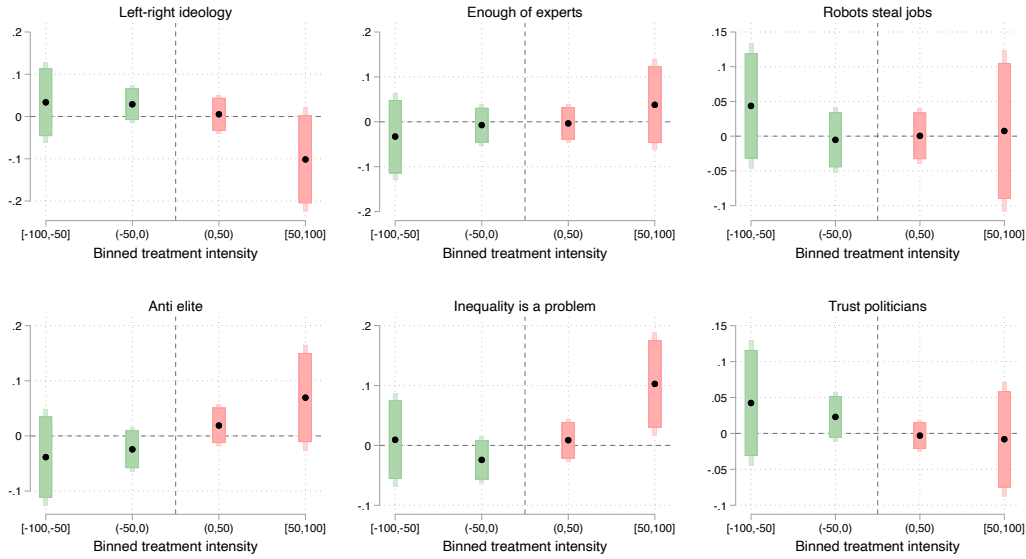 Left-right ideology
.2
.1
0
-.1
-.2
[-100,-50] (-50,0) (0,50) [50,100]
Binned treatment intensity
Enough of experts
.2
.1
0
-.1
-.2
[-100,-50] (-50,0) (0,50) [50,100]
Binned treatment intensity
Robots steal jobs
.15
.1
.05
0
-.05
-.1
[-100,-50] (-50,0) (0,50) [50,100]
Binned treatment intensity
Anti elite
.2
.1
0
-.1
[-100,-50] (-50,0) (0,50) [50,100]
Binned treatment intensity
Inequality is a problem
.2
.1
0
-.1
[-100,-50] (-50,0) (0,50) [50,100]
Binned treatment intensity
Trust politicians
.15
.1
.05
0
-.05
-.1
[-100,-50] (-50,0) (0,50) [50,100]
Binned treatment intensity